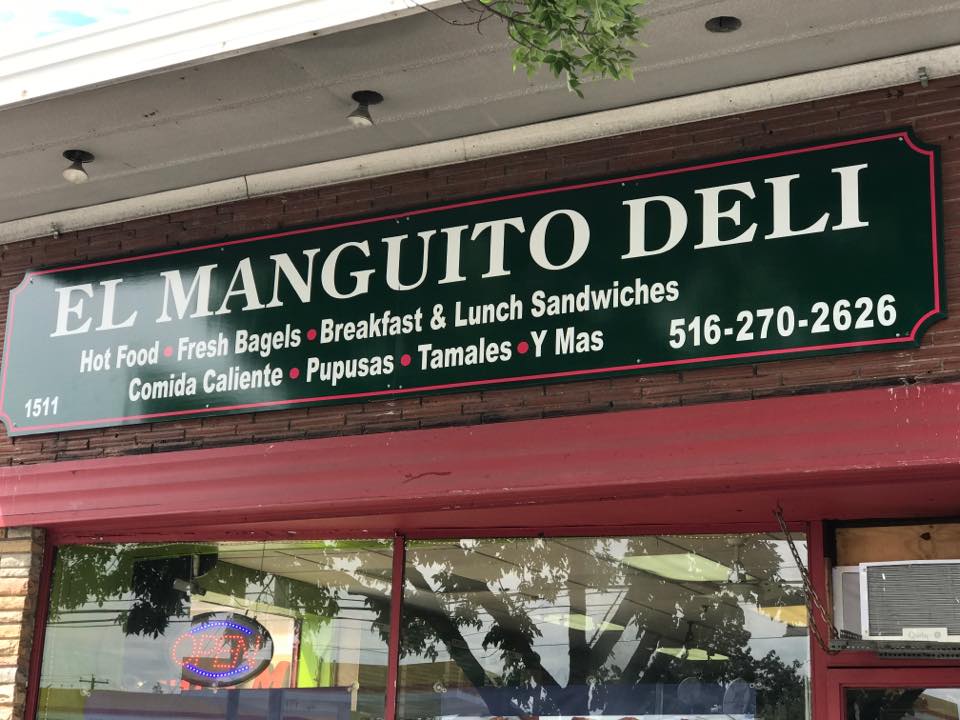 EL MANGUITO DELI
Hot Food • Fresh Bagels • Breakfast & Lunch Sandwiches
Comida Caliente • Pupusas • Tamales • Y Mas
516-270-2626
1511
OPEN